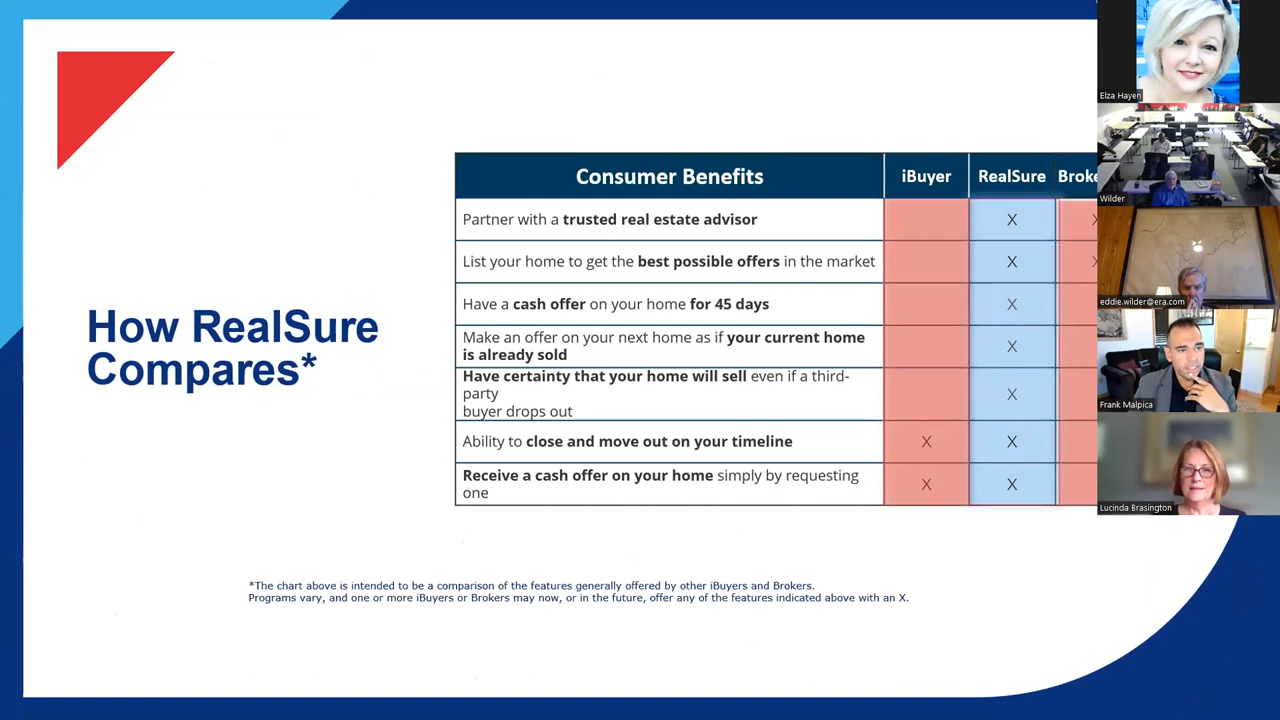 Elza Hayen
Wilder
eddie.wilder@era.com
Frank Malpica
Lucinda Brasington
How RealSure
Compares*
Consumer Benefits iBuyer RealSure Broke
Partner with a trusted real estate advisor X X
List your home to get the best possible offers in the market X X
Have a cash offer on your home for 45 days X
Make an offer on your next home as if your current home
is already sold X
Have certainty that your home will sell even if a third-
party
buyer drops out X
Ability to close and move out on your timeline X X
Receive a cash offer on your home simply by requesting
one X X
*The chart above is intended to be a comparison of the features generally offered by other iBuyers and Brokers.
Programs vary, and one or more iBuyers or Brokers may now, or in the future, offer any of the features indicated above with an X.